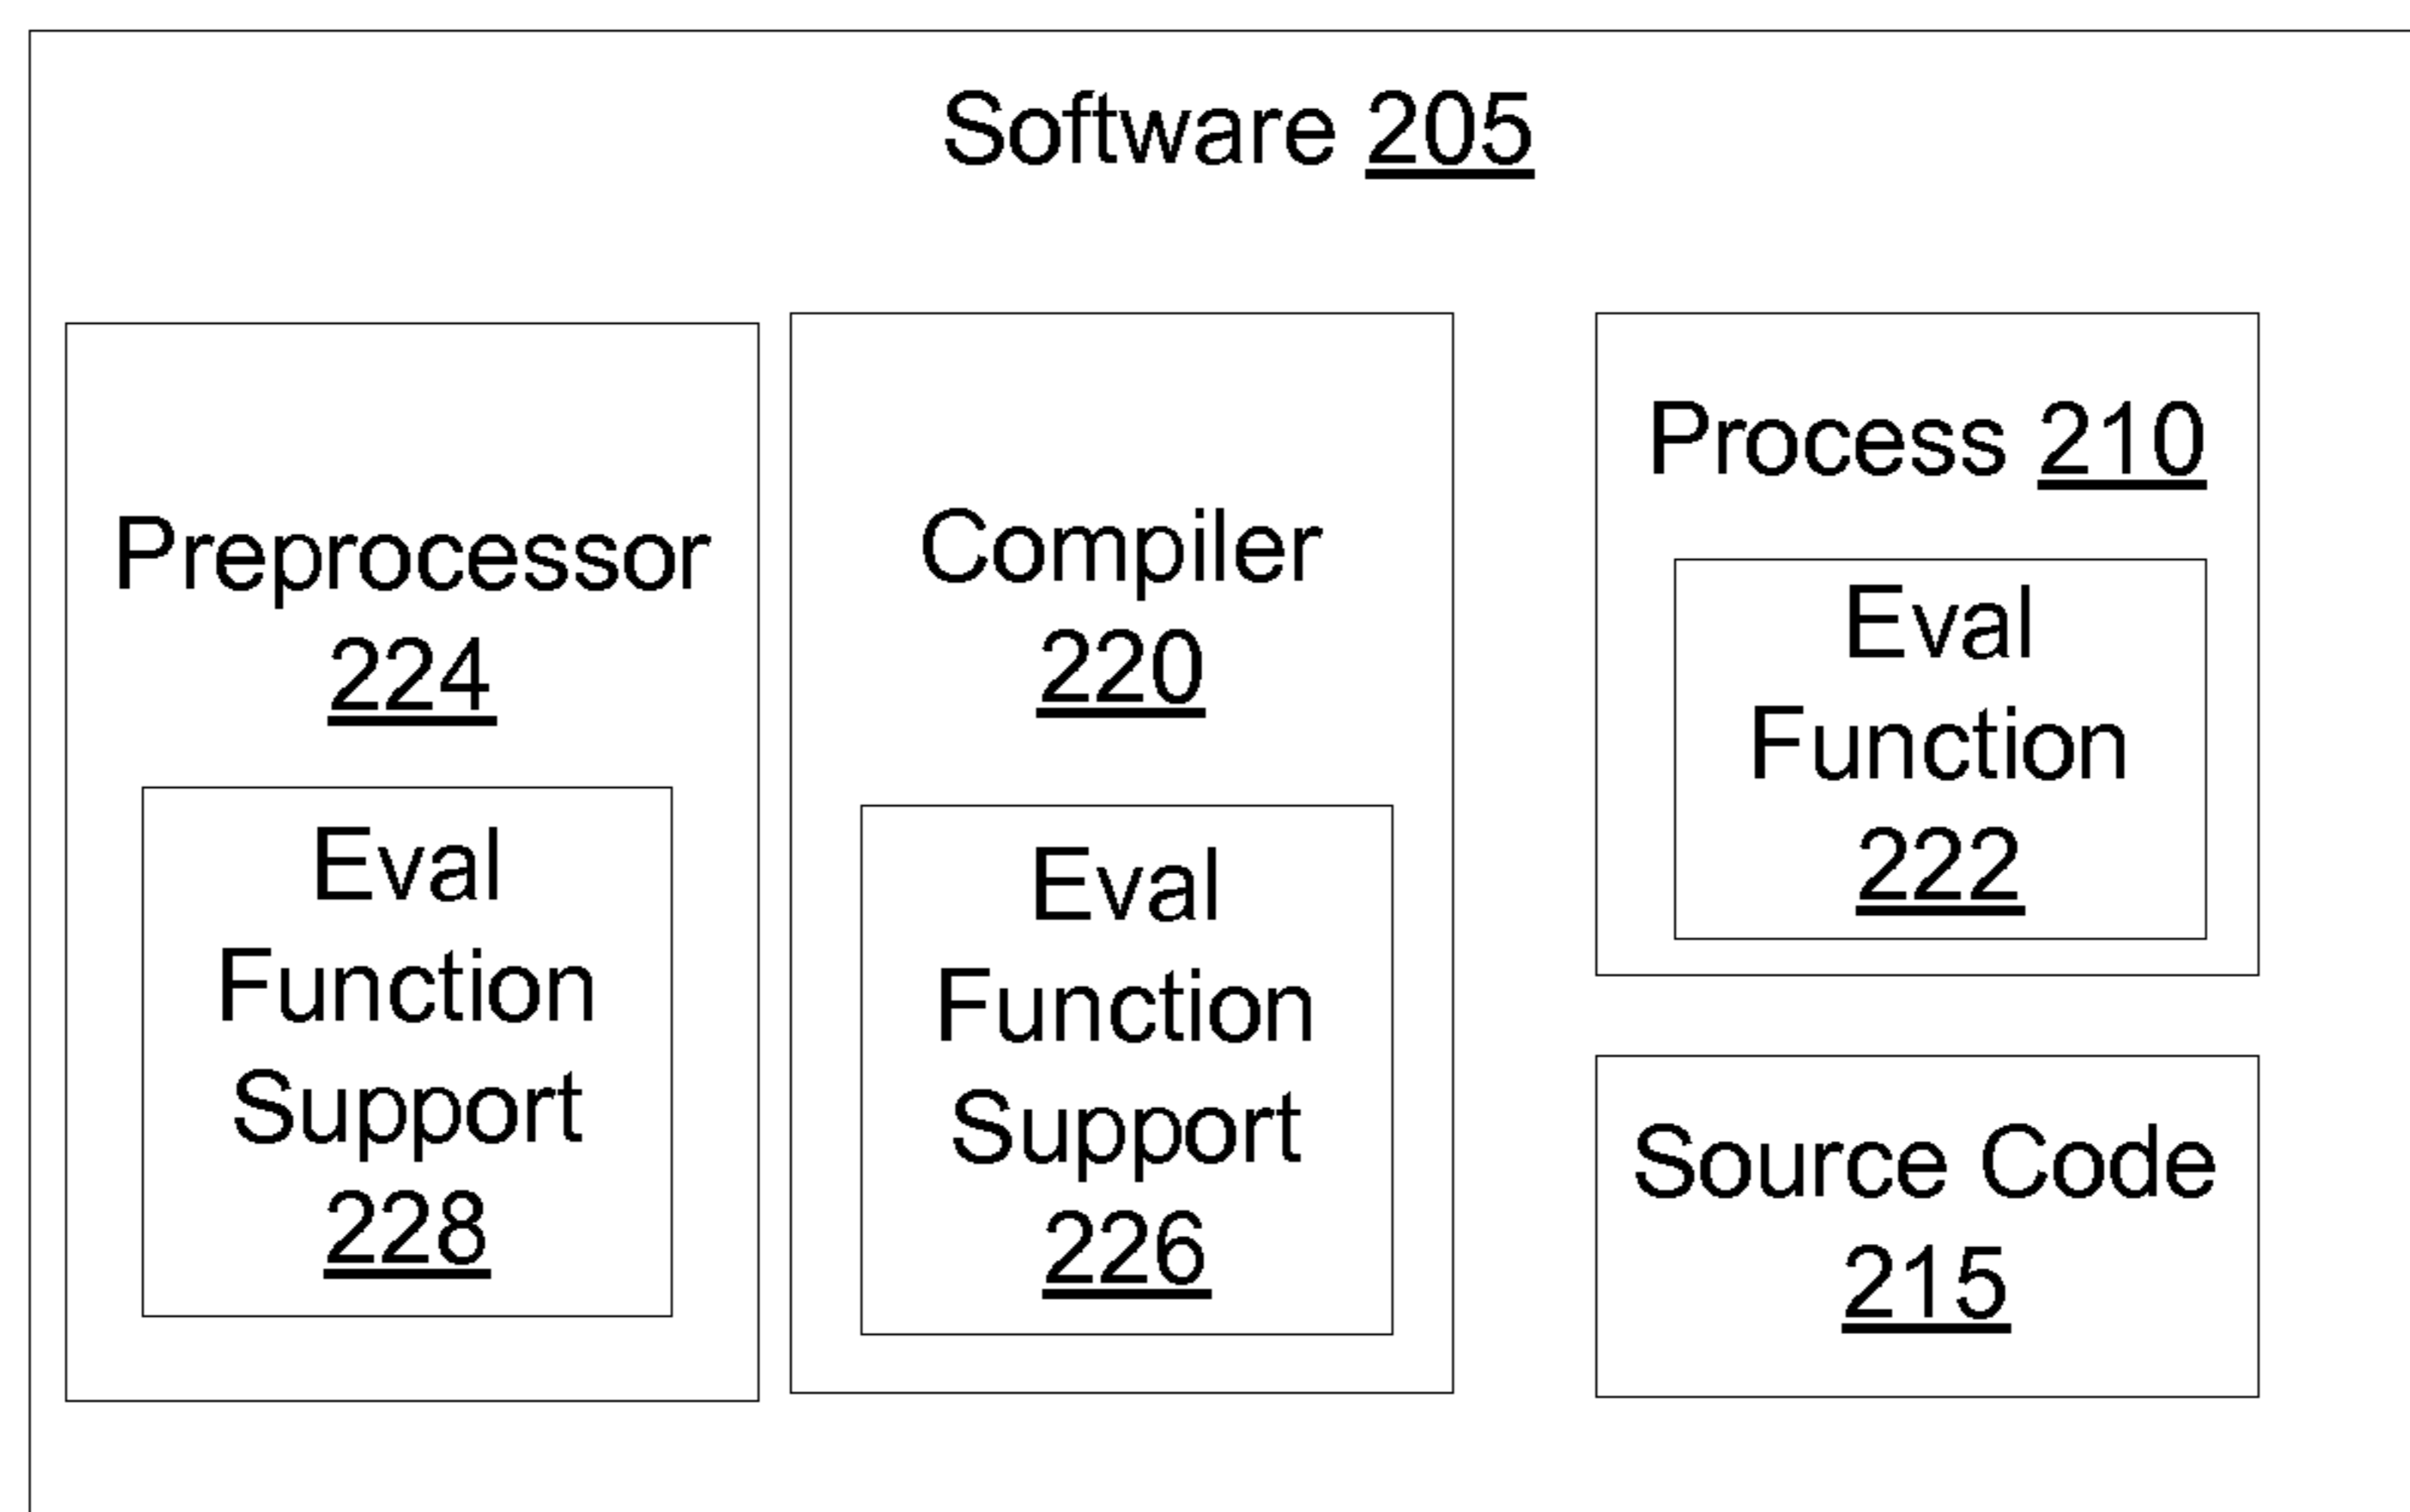 Software 205
Preprocessor
224
Eval
Function
Support
228
Compiler
220
Eval
Function
Support
226
Process 210
Eval
Function
222
Source Code
215